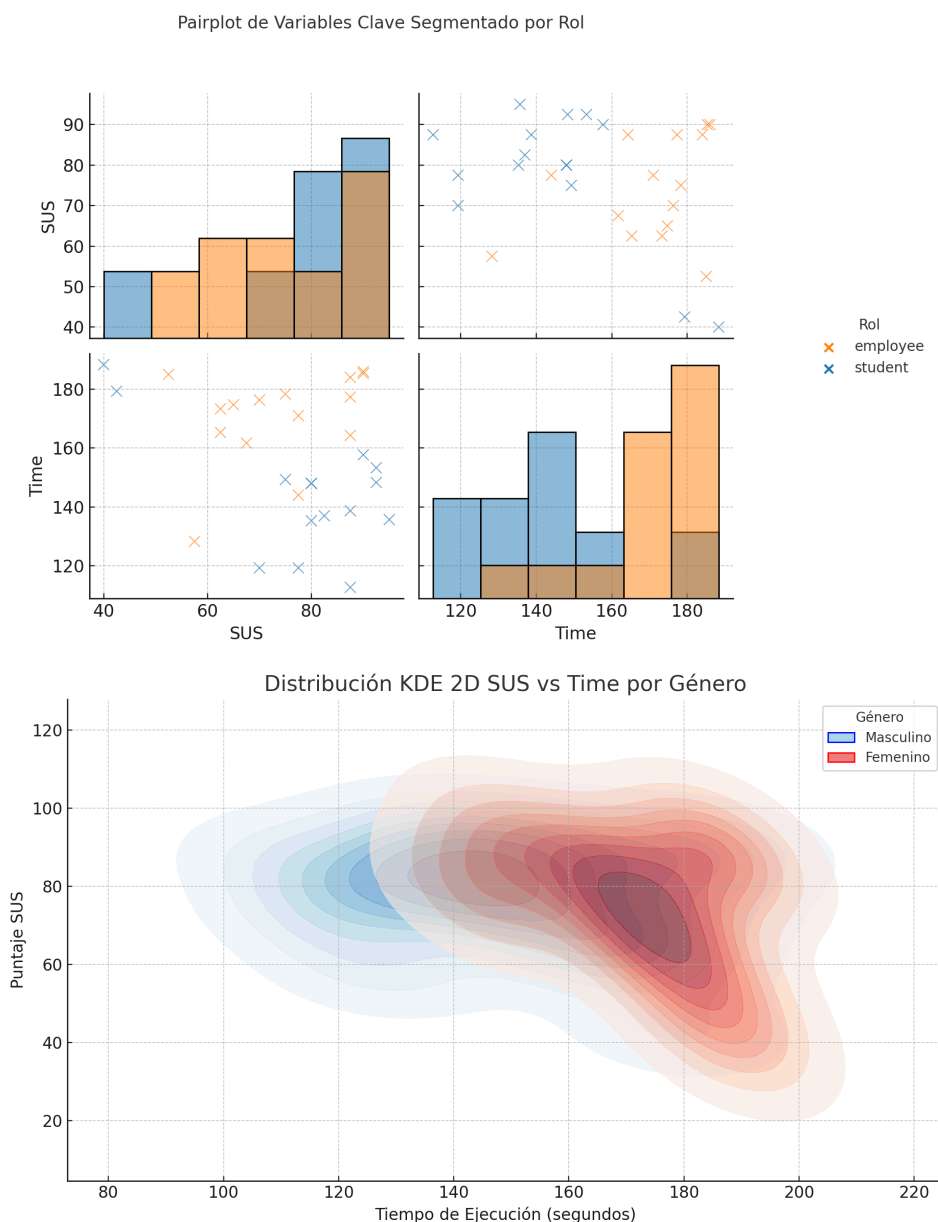 Pairplot de Variables Clave Segmentado por Rol
90
80
70
60
50
40
SUS
Rol
employee
student
180
160
140
120
Time
40 60 80
SUS
120 140 160 180
Time
Distribución KDE 2D SUS vs Time por Género
Género
Masculino
Femenino
120
100
80
60
40
20
Puntaje SUS
80 100 120 140 160 180 200 220
Tiempo de Ejecución (segundos)